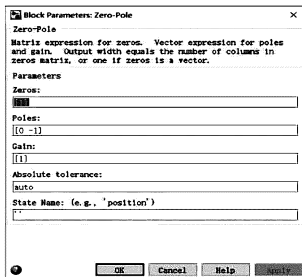 Block Parameters: Zero-Pole
Zero-Pole
Matrix expression for zeros. Vector expression for poles
and gain. Output width equals the number of columns in
zeros matrix, or one if zeros is a vector.
Parameters
Zeros:
Poles:
[0 -1]
Gain:
[1]
Absolute tolerance:
auto
State Name: (e.g., 'position')
''
OK Cancel Help Apply